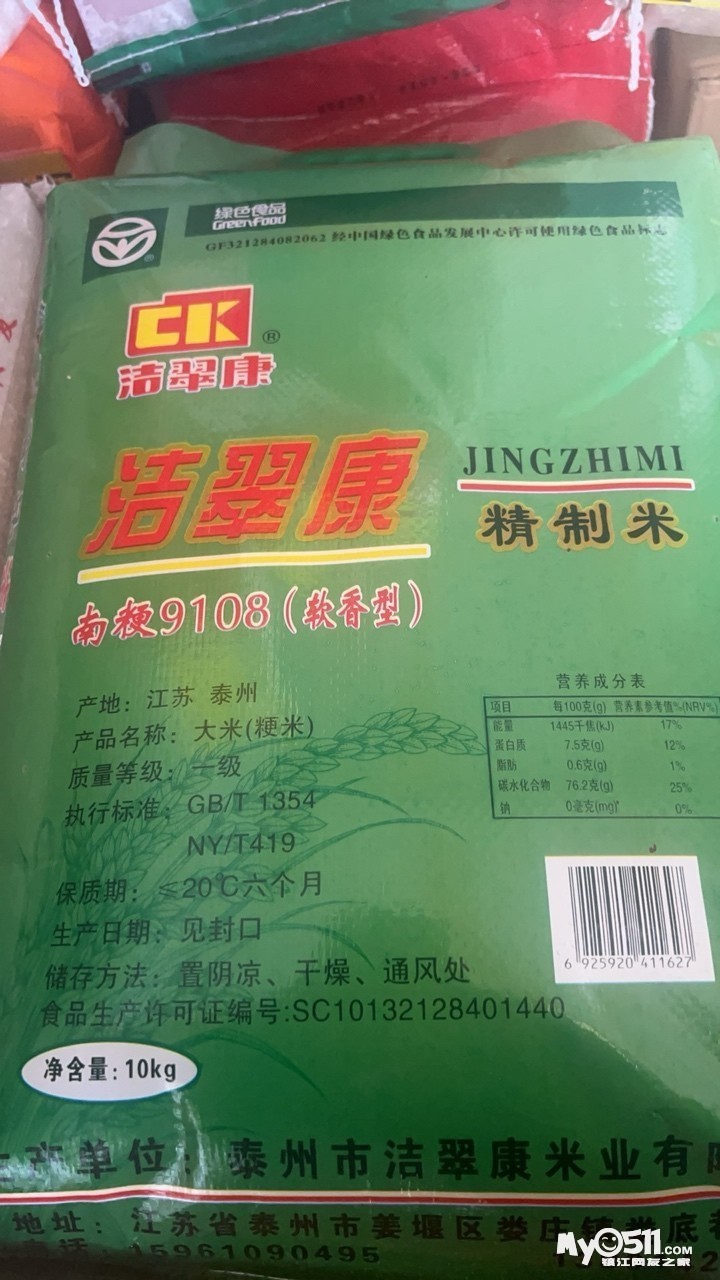 绿色食品
Greenfood
GF321284082062 经中国绿色食品发展中心许可使用绿色食品标志
CK®
洁翠康
洁翠康
JINGZHIMI
精制米
南粳9108(软香型)
产地: 江苏 泰州
产品名称: 大米(粳米)
质量等级: 一级
执行标准: GB/T 1354
NY/T419
保质期: ≤20℃六个月
生产日期: 见封口
储存方法: 置阴凉、干燥、通风处
食品生产许可证编号:SC10132128401440
营养成分表
项目 每100克(g) 营养素参考值%(NRV%)
能量 1445千焦(kJ) 17%
蛋白质 7.5克(g) 12%
脂肪 0.6克(g) 1%
碳水化合物 76.2克(g) 25%
钠 0毫克(mg) 0%
6 925920 411627
净含量: 10kg
生产单位: 泰州市洁翠康米业有
地址: 江苏省泰州市姜堰区娄庄镇
电话: 15961090495
My0511.com
镇江网友之家